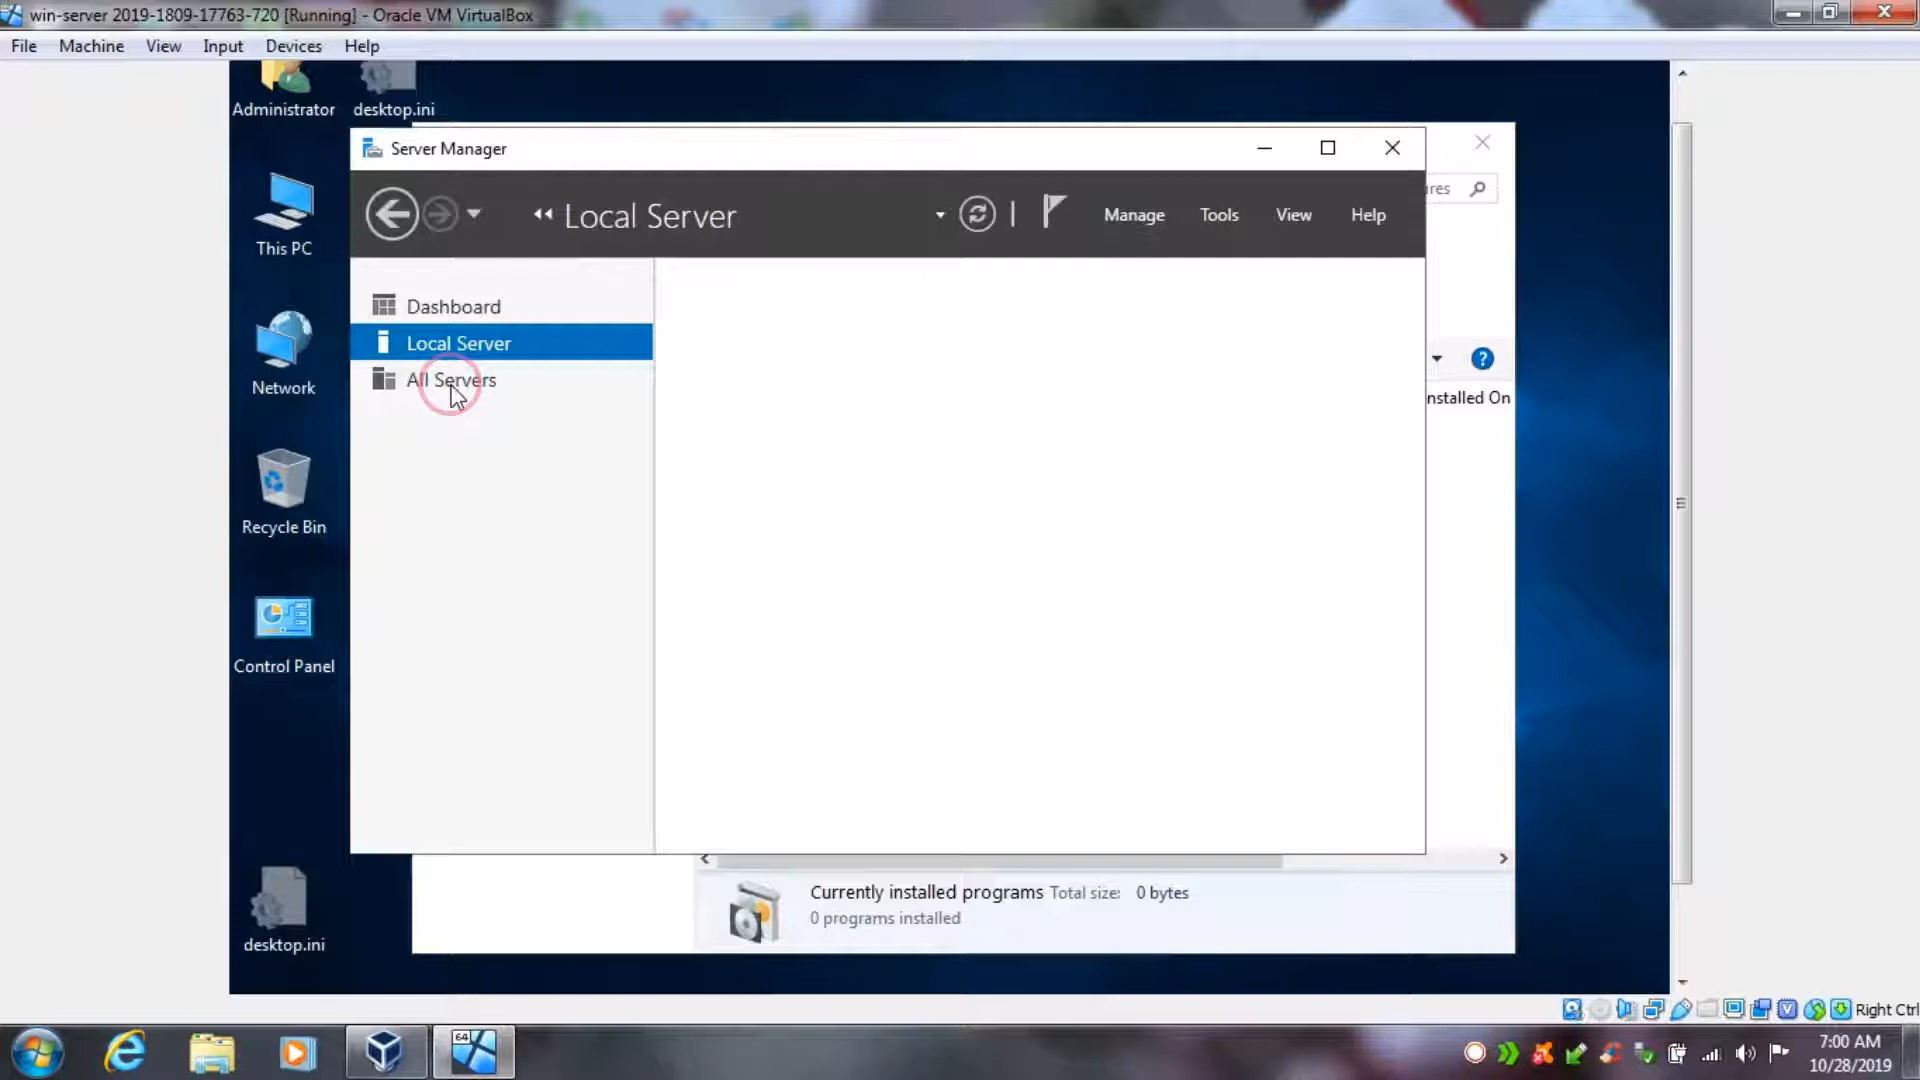 win-server 2019-1809-17763-720 [Running] - Oracle VM VirtualBox
File Machine View Input Devices Help
Administrator
desktop.ini
Server Manager
Local Server
Manage Tools View Help
res
This PC
Dashboard
Local Server
All Servers
nstalled On
Network
Recycle Bin
Control Panel
Currently installed programs Total size: 0 bytes
0 programs installed
desktop.ini
Right Ctrl
64
7:00 AM
10/28/2019